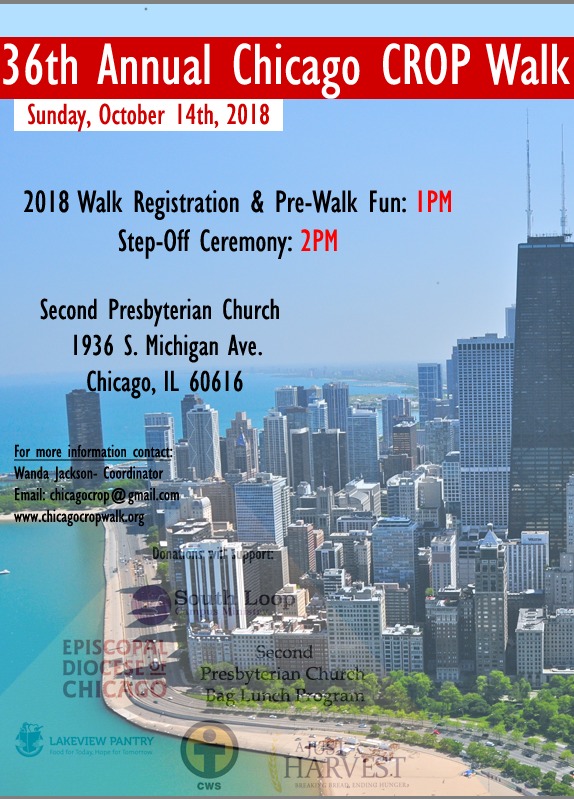 36th Annual Chicago CROP Walk
Sunday, October 14th, 2018
2018 Walk Registration & Pre-Walk Fun: 1PM
Step-Off Ceremony: 2PM
Second Presbyterian Church
1936 S. Michigan Ave.
Chicago, IL 60616
For more information contact:
Wanda Jackson- Coordinator
Email: chicagocrop@gmail.com
www.chicagocropwalk.org
Donations will Support:
South Loop
EPISCOPAL
DIOCESE OF
CHICAGO
Second
Presbyterian Church
Bag Lunch Program
LAKEVIEW PANTRY
Food for Today, Hope for Tomorrow
CWS
A JUST
HARVEST
BREAKING BREAD, ENDING HUNGER